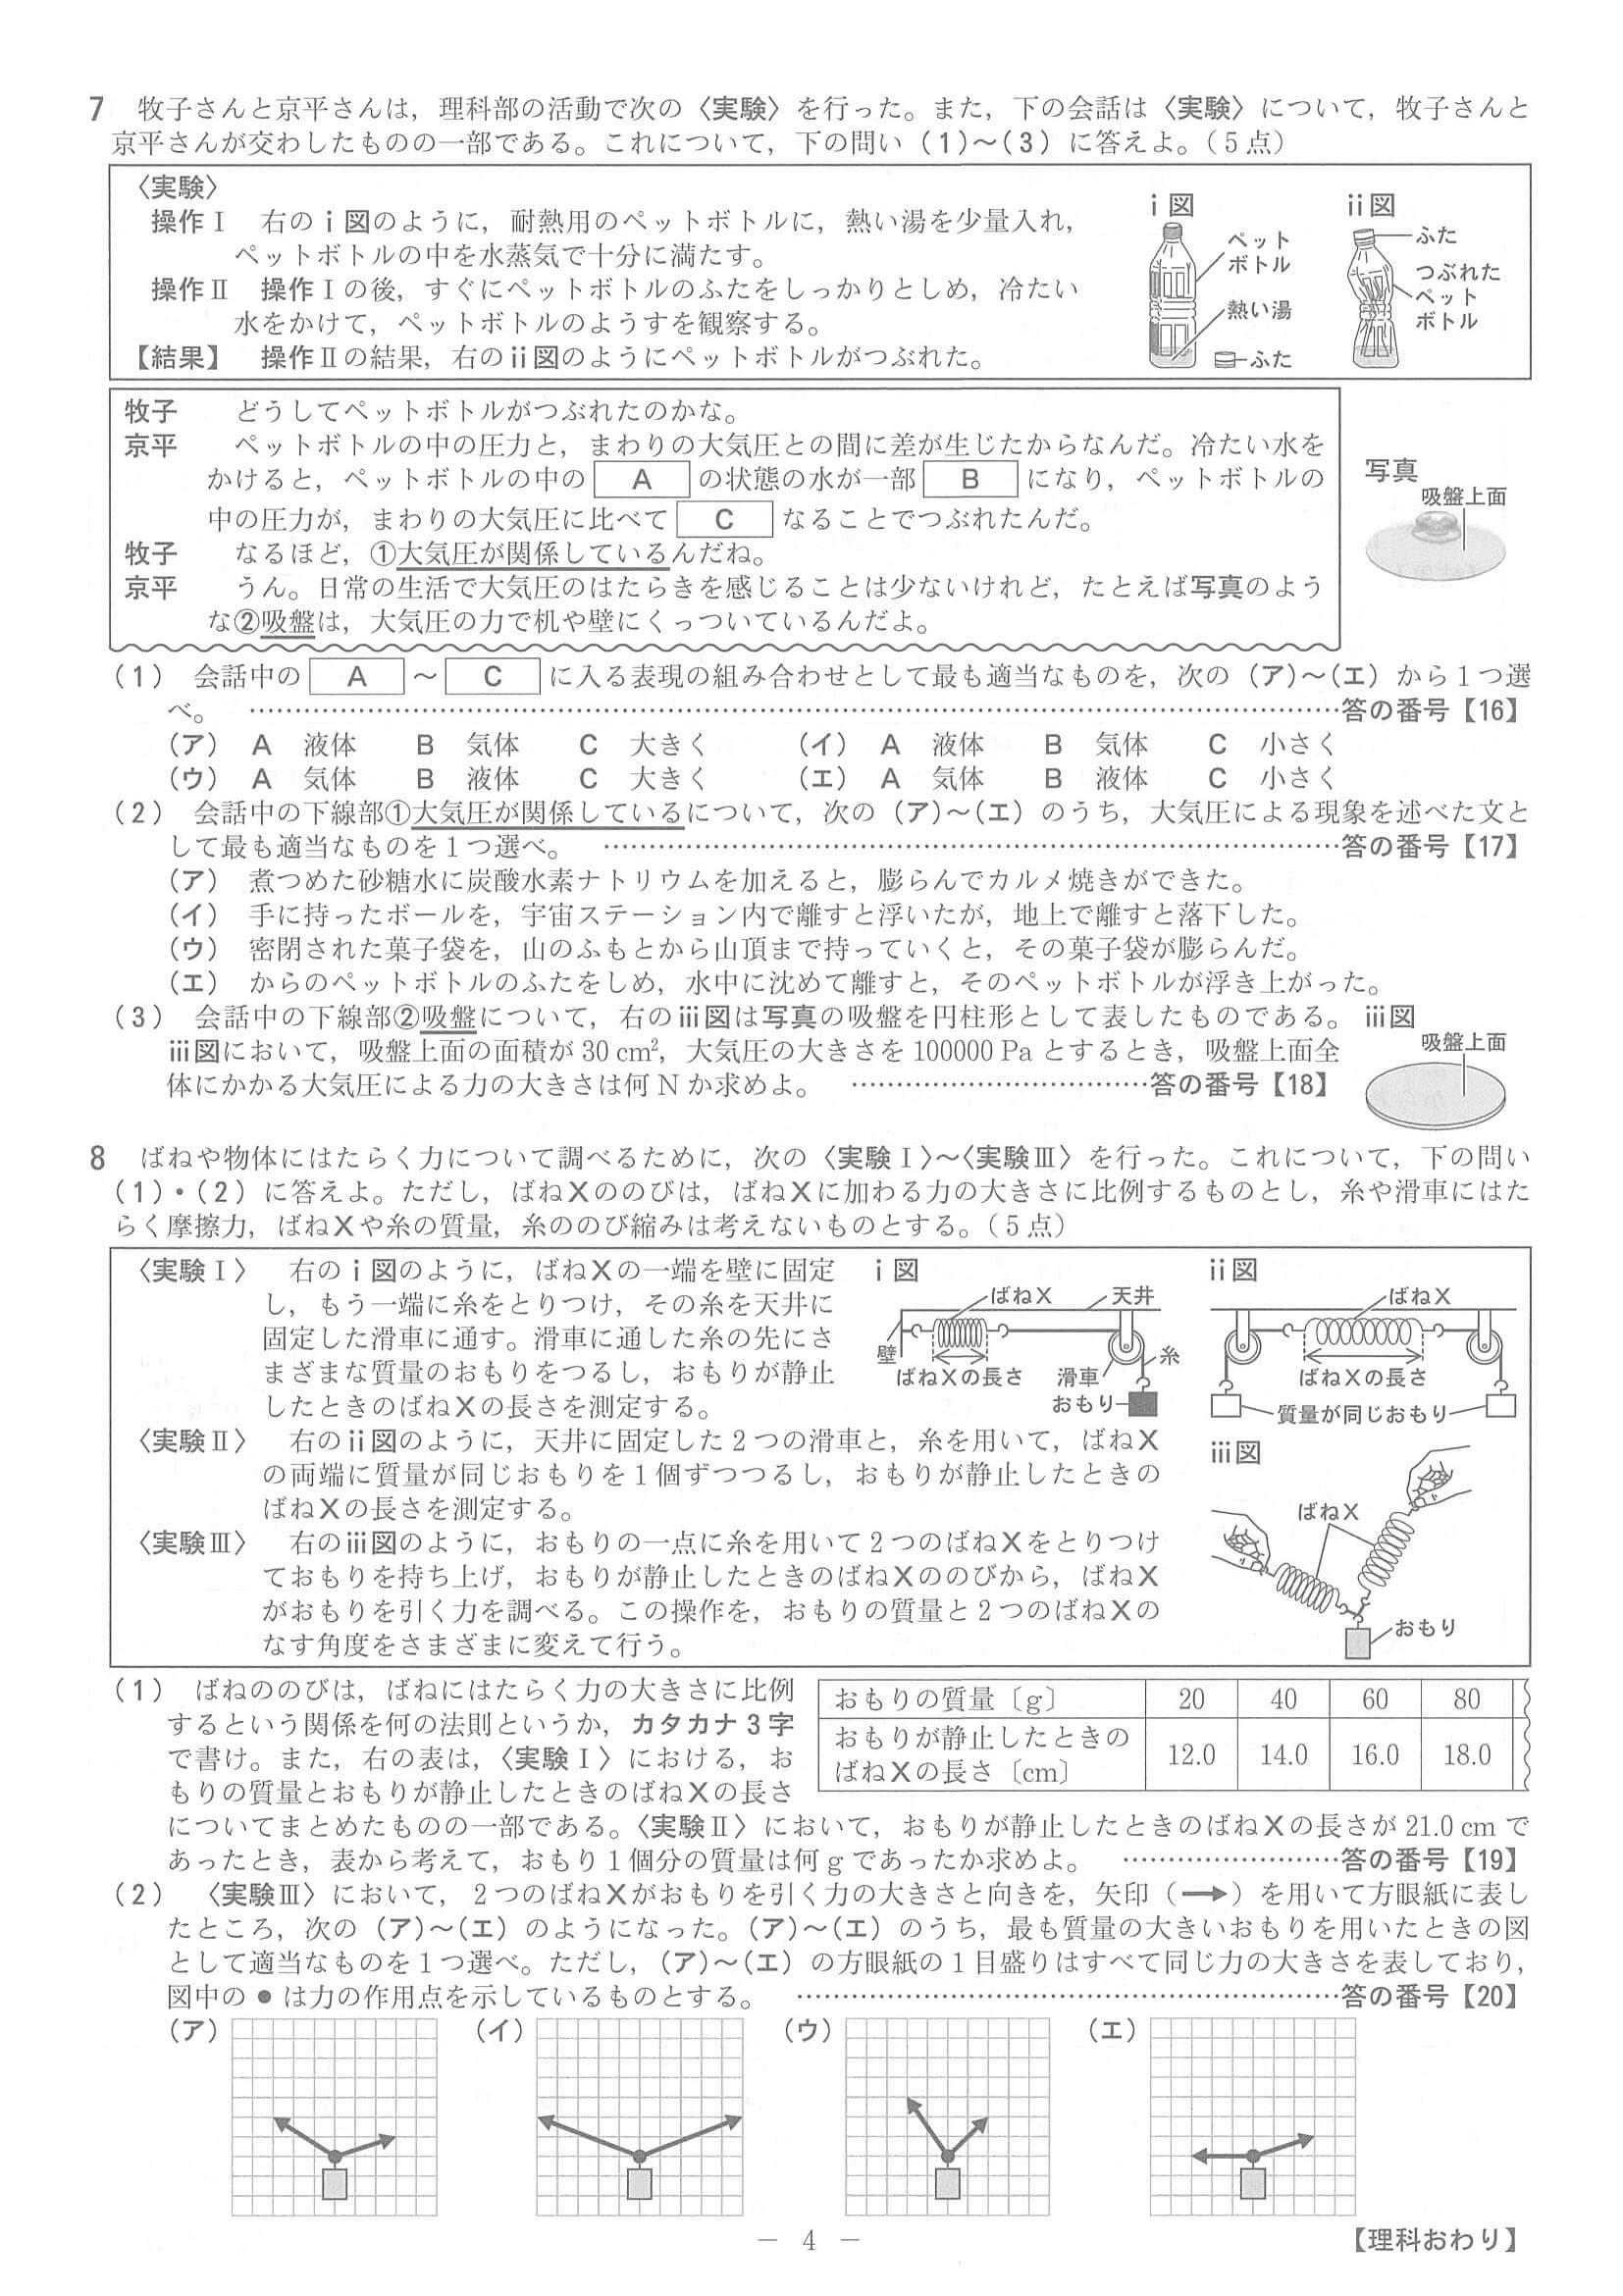 7 牧子さんと京平さんは，理科部の活動で次の〈実験〉を行った。また，下の会話は〈実験〉について，牧子さんと
京平さんが交わしたものの一部である。これについて，下の問い（1）～（3）に答えよ。（5点）
〈実験〉
操作Ⅰ 右のⅰ図のように，耐熱用のペットボトルに，熱い湯を少量入れ，
ペットボトルの中を水蒸気で十分に満たす。
操作Ⅱ 操作Ⅰの後，すぐにペットボトルのふたをしっかりとしめ，冷たい
水をかけて，ペットボトルのようすを観察する。
【結果】 操作Ⅱの結果，右のⅱ図のようにペットボトルがつぶれた。
ⅰ図
ペット
ボトル
熱い湯
ふた
ⅱ図
ふた
つぶれた
ペット
ボトル
牧子 どうしてペットボトルがつぶれたのかな。
京平 ペットボトルの中の圧力と，まわりの大気圧との間に差が生じたからなんだ。冷たい水を
かけると，ペットボトルの中の A の状態の水が一部 B になり，ペットボトルの
中の圧力が，まわりの大気圧に比べて C なることでつぶれたんだ。
牧子 なるほど，①大気圧が関係しているんだね。
京平 うん。日常の生活で大気圧のはたらきを感じることは少ないけれど，たとえば写真のよう
な②吸盤は，大気圧の力で机や壁にくっついているんだよ。
写真
吸盤上面
（1） 会話中の A ～ C に入る表現の組み合わせとして最も適当なものを，次の（ア）～（エ）から1つ選
べ。 ……………答の番号【16】
（ア） A 液体 B 気体 C 大きく （イ） A 液体 B 気体 C 小さく
（ウ） A 気体 B 液体 C 大きく （エ） A 気体 B 液体 C 小さく
（2） 会話中の下線部①大気圧が関係しているについて，次の（ア）～（エ）のうち，大気圧による現象を述べた文と
して最も適当なものを1つ選べ。 ……………答の番号【17】
（ア） 煮つめた砂糖水に炭酸水素ナトリウムを加えると，膨らんでカルメ焼きができた。
（イ） 手に持ったボールを，宇宙ステーション内で離すと浮いたが，地上で離すと落下した。
（ウ） 密閉された菓子袋を，山のふもとから山頂まで持っていくと，その菓子袋が膨らんだ。
（エ） からのペットボトルのふたをしめ，水中に沈めて離すと，そのペットボトルが浮き上がった。
（3） 会話中の下線部②吸盤について，右のⅲ図は写真の吸盤を円柱形として表したものである。
ⅲ図において，吸盤上面の面積が30 cm²，大気圧の大きさを100000 Paとするとき，吸盤上面全
体にかかる大気圧による力の大きさは何Nか求めよ。 ……………答の番号【18】
ⅲ図
吸盤上面
8 ばねや物体にはたらく力について調べるために，次の〈実験Ⅰ〉～〈実験Ⅲ〉を行った。これについて，下の問い
（1）・（2）に答えよ。ただし，ばねXののびは，ばねXに加わる力の大きさに比例するものとし，糸や滑車にはた
らく摩擦力，ばねXや糸の質量，糸ののび縮みは考えないものとする。（5点）
〈実験Ⅰ〉 右のⅰ図のように，ばねXの一端を壁に固定
し，もう一端に糸をとりつけ，その糸を天井に
固定した滑車に通す。滑車に通した糸の先にさ
まざまな質量のおもりをつるし，おもりが静止
したときのばねXの長さを測定する。
〈実験Ⅱ〉 右のⅱ図のように，天井に固定した2つの滑車と，糸を用いて，ばねX
の両端に質量が同じおもりを1個ずつつるし，おもりが静止したときの
ばねXの長さを測定する。
〈実験Ⅲ〉 右のⅲ図のように，おもりの一点に糸を用いて2つのばねXをとりつけ
ておもりを持ち上げ，おもりが静止したときのばねXののびから，ばねX
がおもりを引く力を調べる。この操作を，おもりの質量と2つのばねXの
なす角度をさまざまに変えて行う。
ⅰ図
ばねX
天井
壁
ばねXの長さ
滑車
糸
おもり
ⅱ図
ばねX
ばねXの長さ
質量が同じおもり
ⅲ図
ばねX
おもり
（1） ばねののびは，ばねにはたらく力の大きさに比例
するという関係を何の法則というか，カタカナ3字
で書け。また，右の表は，〈実験Ⅰ〉における，お
もりの質量とおもりが静止したときのばねXの長さ
についてまとめたものの一部である。〈実験Ⅱ〉において，おもりが静止したときのばねXの長さが21.0 cmで
あったとき，表から考えて，おもり1個分の質量は何gであったか求めよ。 ……………答の番号【19】
おもりの質量〔g〕 20 40 60 80
おもりが静止したときの
ばねXの長さ〔cm〕 12.0 14.0 16.0 18.0
（2） 〈実験Ⅲ〉において，2つのばねXがおもりを引く力の大きさと向きを，矢印（→）を用いて方眼紙に表し
たところ，次の（ア）～（エ）のようになった。（ア）～（エ）のうち，最も質量の大きいおもりを用いたときの図
として適当なものを1つ選べ。ただし，（ア）～（エ）の方眼紙の1目盛りはすべて同じ力の大きさを表しており，
図中の●は力の作用点を示しているものとする。 ……………答の番号【20】
（ア） （イ） （ウ） （エ）
－ 4 －
【理科おわり】